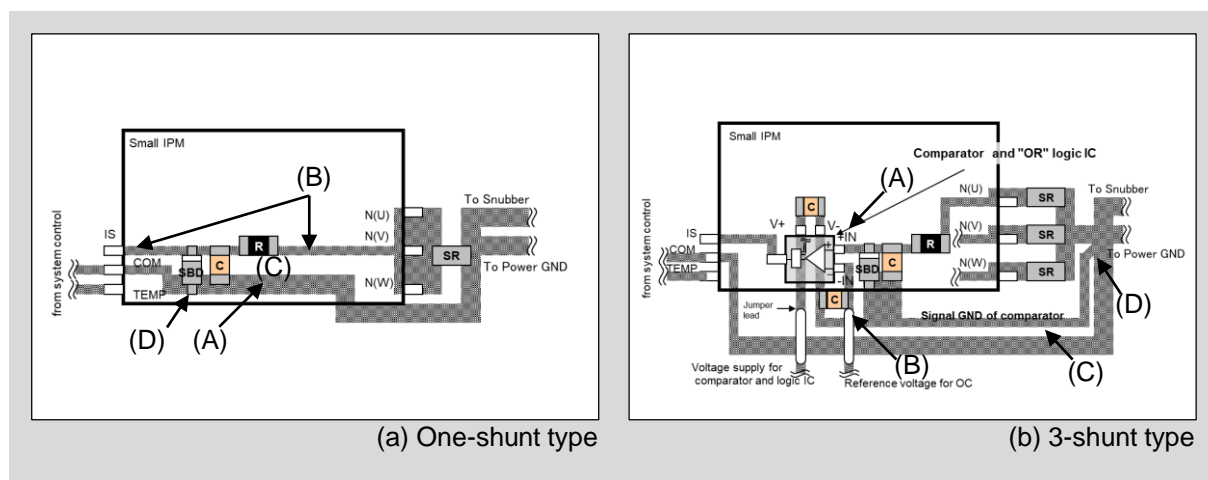 Small IPM
from system control
IS
COM
TEMP
(B)
R
SBD
C
(C)
(D)
(A)
N(U)
N(V)
N(W)
SR
To Snubber
To Power GND
(a) One-shunt type
Small IPM
Comparator and "OR" logic IC
from system control
IS
COM
TEMP
C
(A)
V+
V-
+IN
-IN
SBD
C
R
C
N(U)
N(V)
N(W)
SR
SR
SR
To Snubber
To Power GND
(D)
Jumper
lead
Signal GND of comparator
(B)
(C)
Voltage supply for
comparator and logic IC
Reference voltage for OC
(b) 3-shunt type